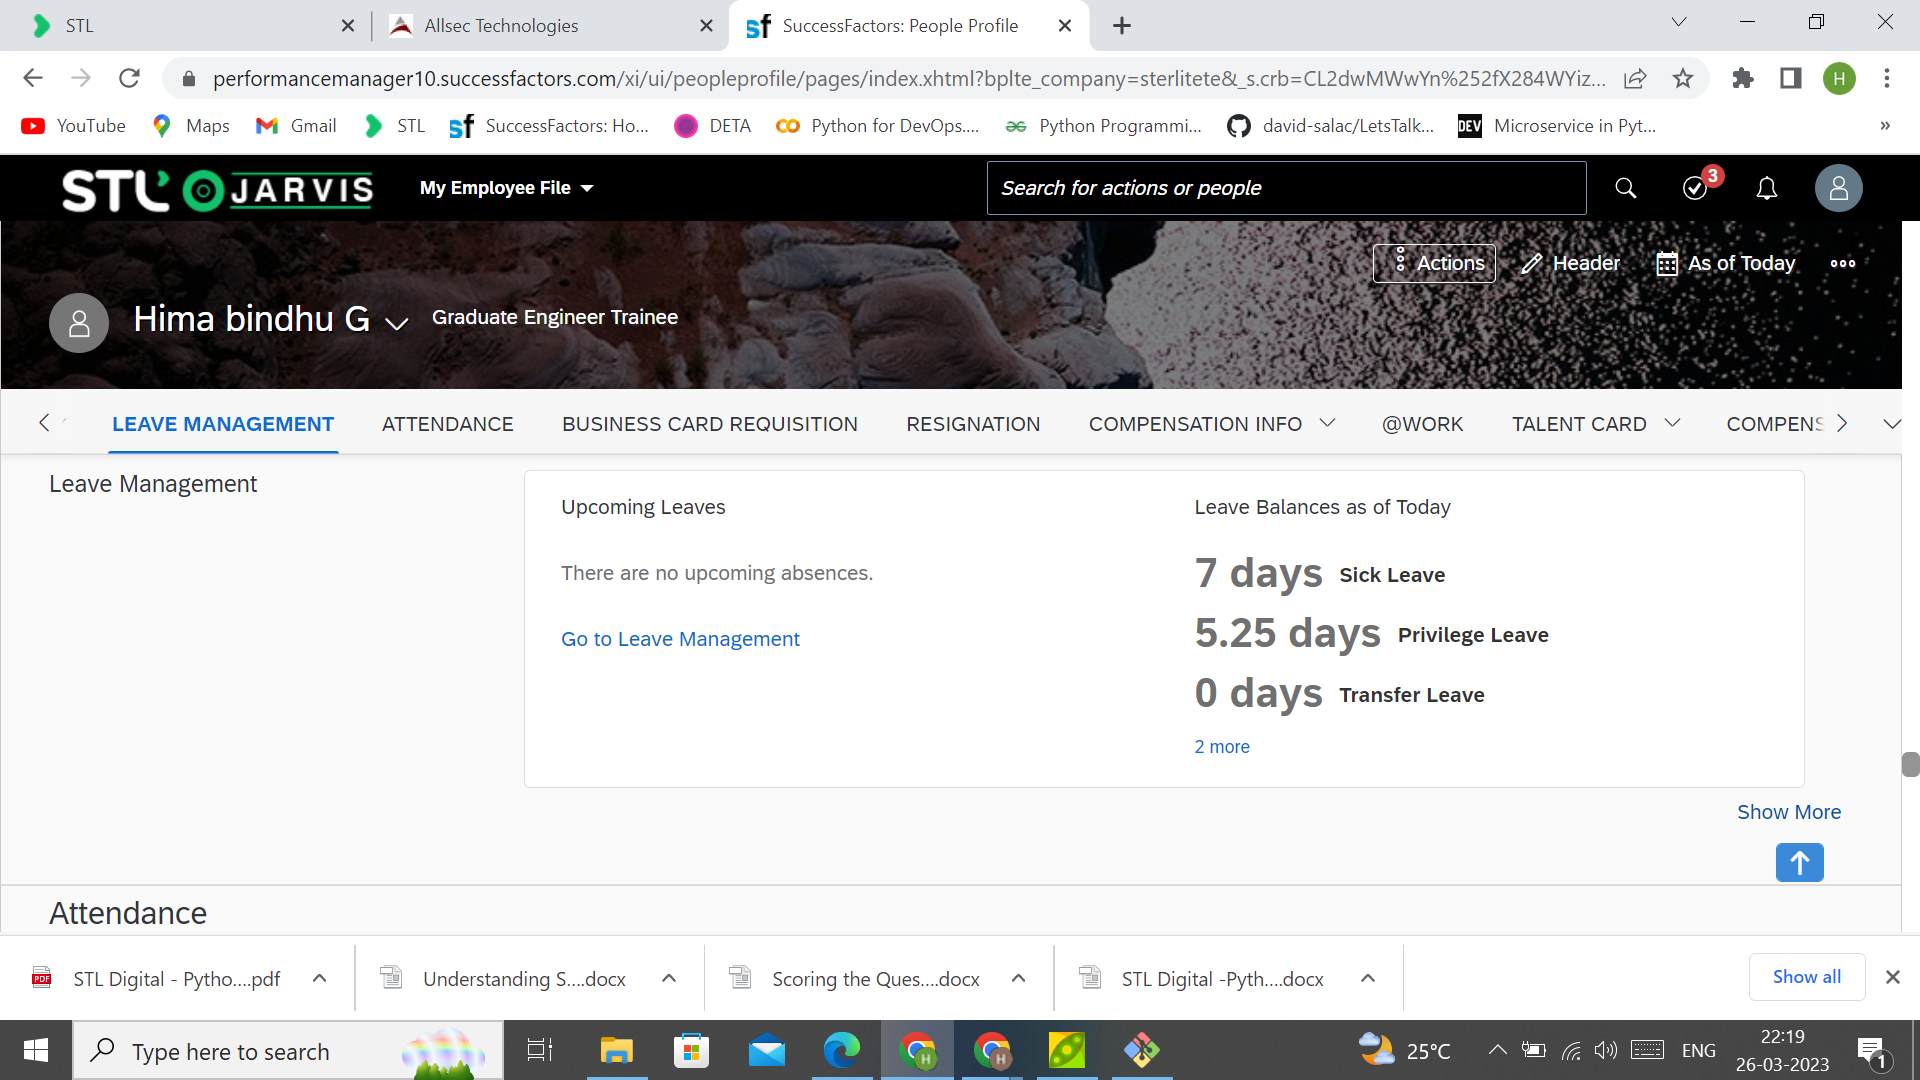 STL
Allsec Technologies
SuccessFactors: People Profile
performancemanager10.successfactors.com/xi/ui/peopleprofile/pages/index.xhtml?bplte_company=sterlitete&_s.crb=CL2dwMWwYn%252fX284WYiz...
H
YouTube
Maps
Gmail
STL
SuccessFactors: Ho...
DETA
Python for DevOps....
Python Programmi...
david-salac/LetsTalk...
DEV
Microservice in Pyt...
»
STL JARVIS
My Employee File
Search for actions or people
3
Actions
Header
As of Today
Hima bindhu G
Graduate Engineer Trainee
LEAVE MANAGEMENT
ATTENDANCE
BUSINESS CARD REQUISITION
RESIGNATION
COMPENSATION INFO
@WORK
TALENT CARD
COMPENS
Leave Management
Upcoming Leaves
There are no upcoming absences.
Go to Leave Management
Leave Balances as of Today
7 days Sick Leave
5.25 days Privilege Leave
0 days Transfer Leave
2 more
Show More
Attendance
PDF
STL Digital - Pytho....pdf
Understanding S....docx
Scoring the Ques....docx
STL Digital -Pyth....docx
Show all
Type here to search
H
H
25°C
ENG
22:19
26-03-2023
1